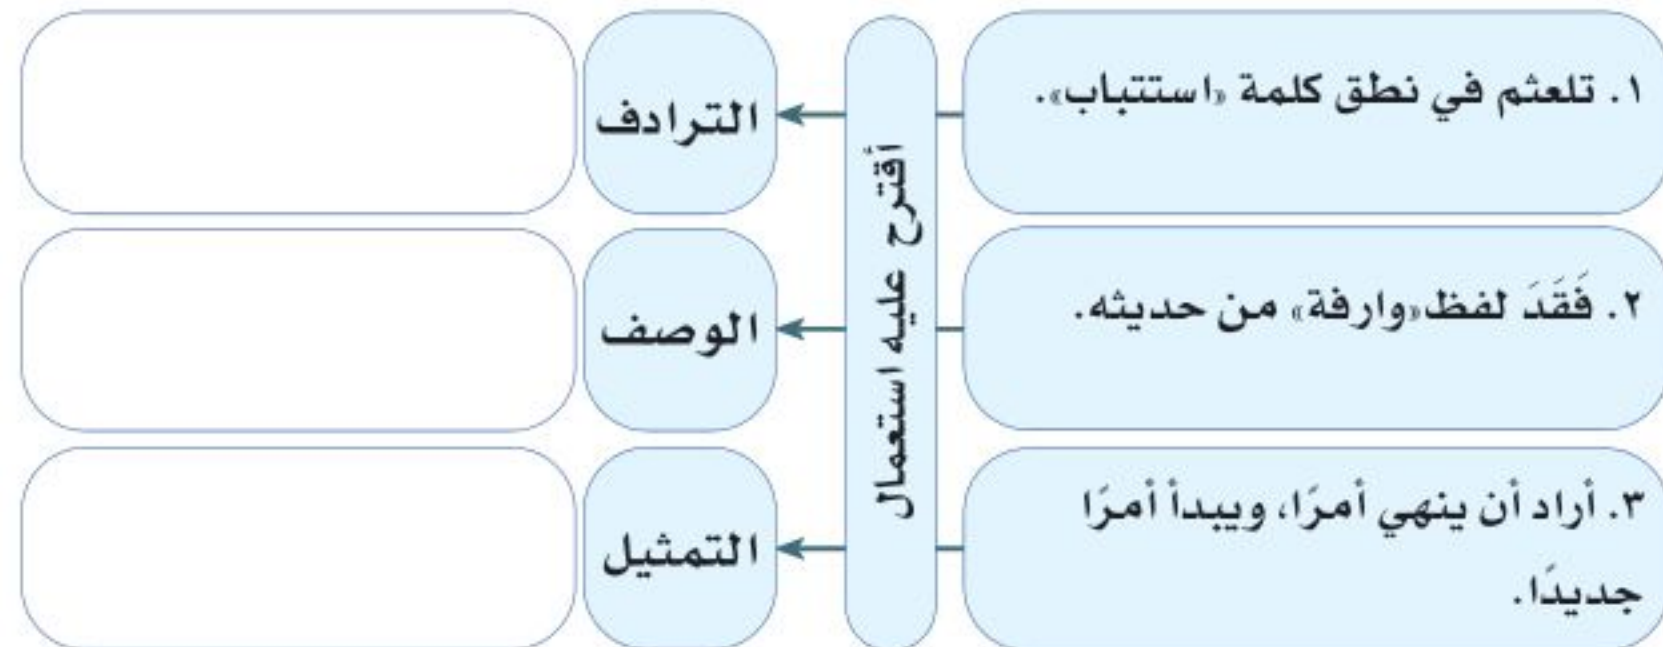 ١. تلعثم في نطق كلمة «استتباب».
أقترح عليه استعمال
الترادف
٢. فَقَدَ لفظ «وارفة» من حديثه.
الوصف
٣. أراد أن ينهي أمرًا، ويبدأ أمرًا
جديدًا.
التمثيل